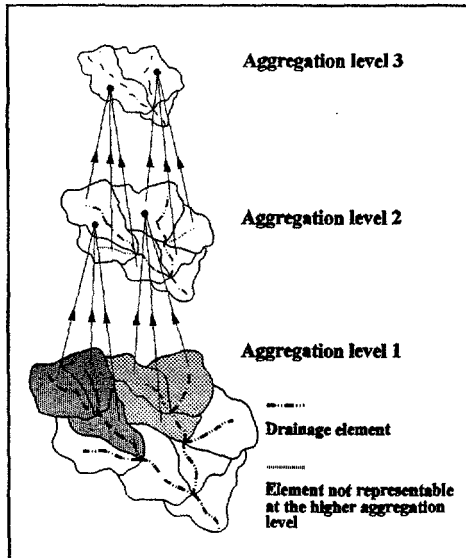 Aggregation level 3
Aggregation level 2
Aggregation level 1
Drainage element
Element not representable
at the higher aggregation
level